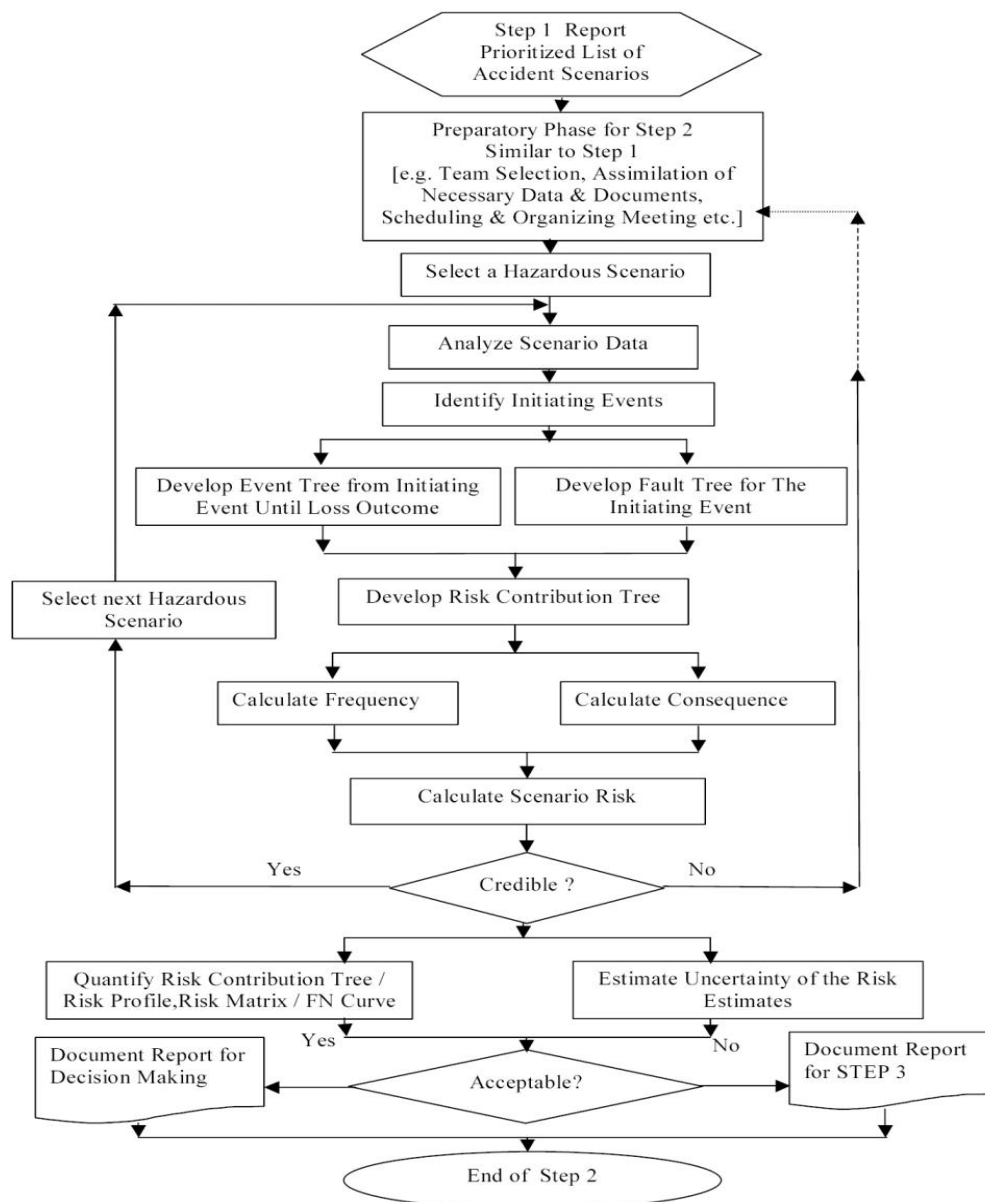 Step 1 Report
Prioritized List of
Accident Scenarios
Preparatory Phase for Step 2
Similar to Step 1
[e.g. Team Selection, Assimilation of
Necessary Data & Documents,
Scheduling & Organizing Meeting etc.]
Select a Hazardous Scenario
Analyze Scenario Data
Identify Initiating Events
Develop Event Tree from Initiating
Event Until Loss Outcome
Develop Fault Tree for The
Initiating Event
Select next Hazardous
Scenario
Develop Risk Contribution Tree
Calculate Frequency
Calculate Consequence
Calculate Scenario Risk
Yes
No
Credible ?
Quantify Risk Contribution Tree /
Risk Profile,Risk Matrix / FN Curve
Estimate Uncertainty of the Risk
Estimates
Yes
No
Document Report for
Decision Making
Acceptable?
Document Report
for STEP 3
End of Step 2